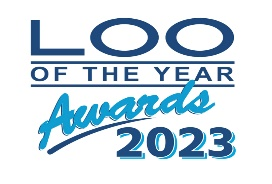 LOO
OF THE YEAR
Awards
2023